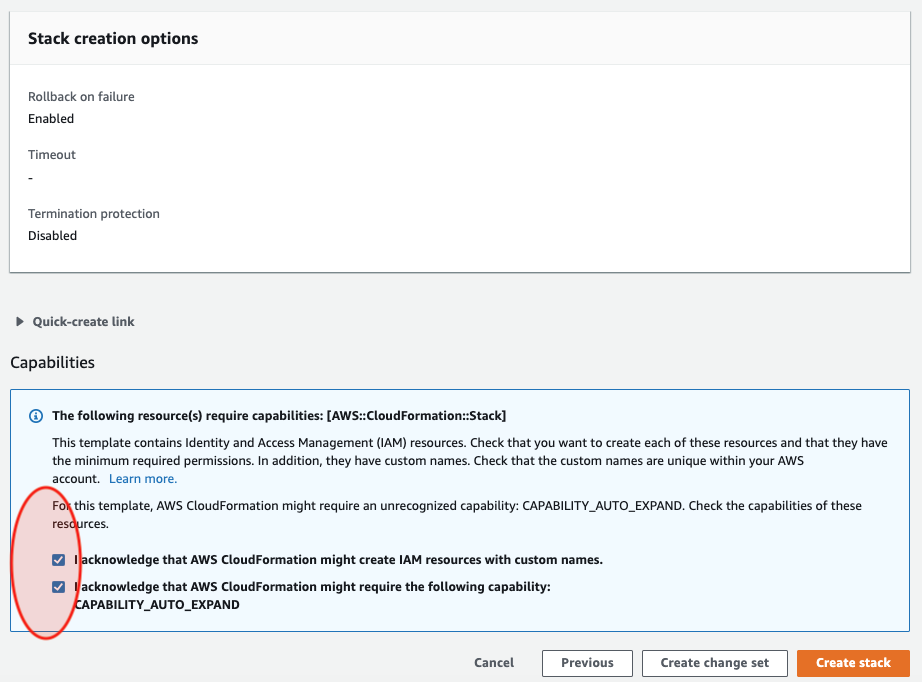 Stack creation options
Rollback on failure
Enabled
Timeout
-
Termination protection
Disabled
Quick-create link
Capabilities
The following resource(s) require capabilities: [AWS::CloudFormation::Stack]
This template contains Identity and Access Management (IAM) resources. Check that you want to create each of these resources and that they have
the minimum required permissions. In addition, they have custom names. Check that the custom names are unique within your AWS
account. Learn more.
For this template, AWS CloudFormation might require an unrecognized capability: CAPABILITY_AUTO_EXPAND. Check the capabilities of these
resources.
I acknowledge that AWS CloudFormation might create IAM resources with custom names.
I acknowledge that AWS CloudFormation might require the following capability:
CAPABILITY_AUTO_EXPAND
Cancel Previous Create change set Create stack